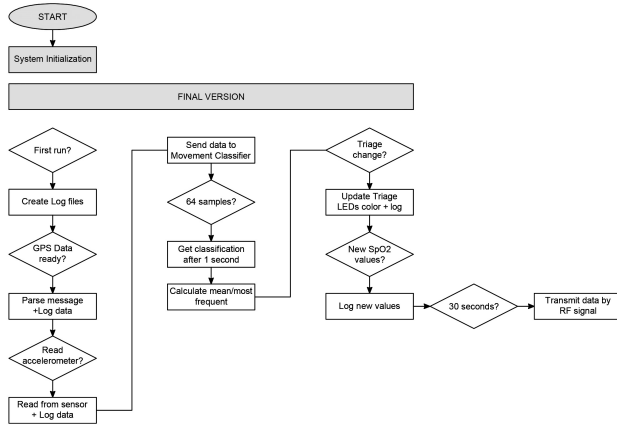 START
System Initialization
FINAL VERSION
First run?
Create Log files
GPS Data
ready?
Parse message
+Log data
Read
accelerometer?
Read from sensor
+ Log data
Send data to
Movement Classifier
64 samples?
Get classification
after 1 second
Calculate mean/most
frequent
Triage
change?
Update Triage
LEDs color + log
New SpO2
values?
Log new values
30 seconds?
Transmit data by
RF signal